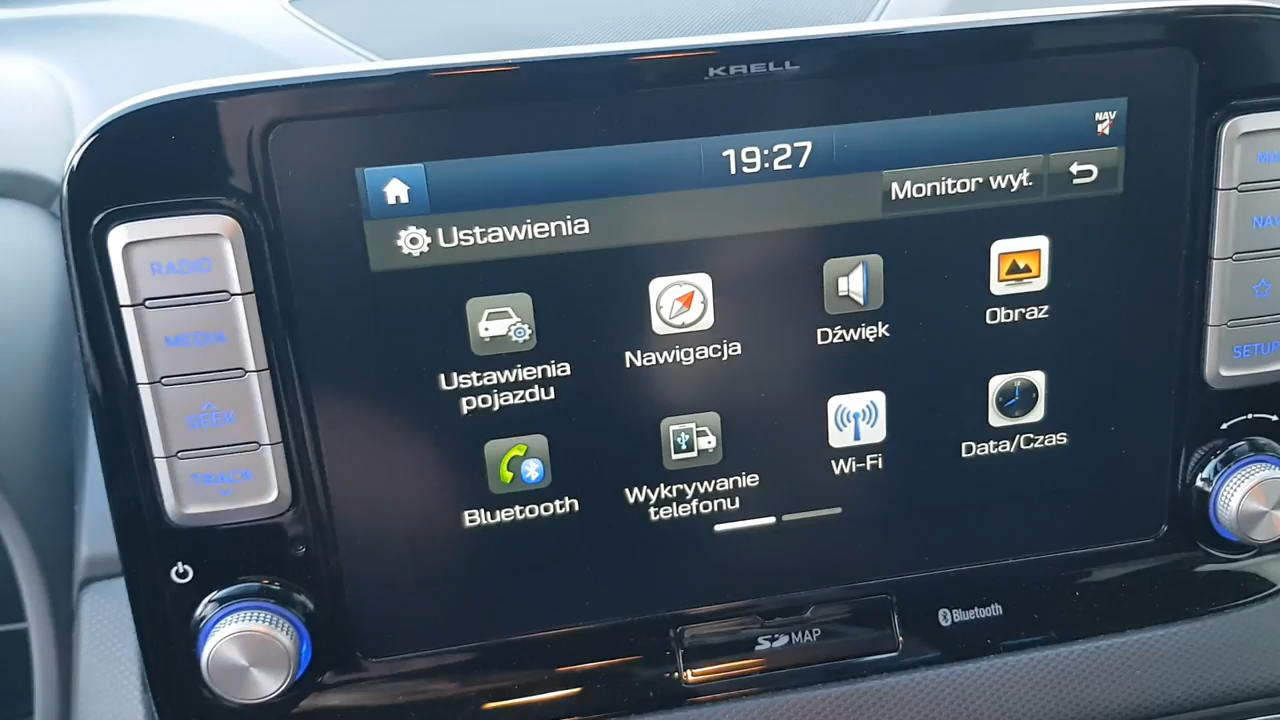 KRELL
NAV
19:27
Monitor wył.
Ustawienia
RADIO
MEDIA
SEEK
TRACK
Ustawienia
pojazdu
Nawigacja
Dźwięk
Obraz
Bluetooth
Wykrywanie
telefonu
Wi-Fi
Data/Czas
SETUP
SD MAP
Bluetooth